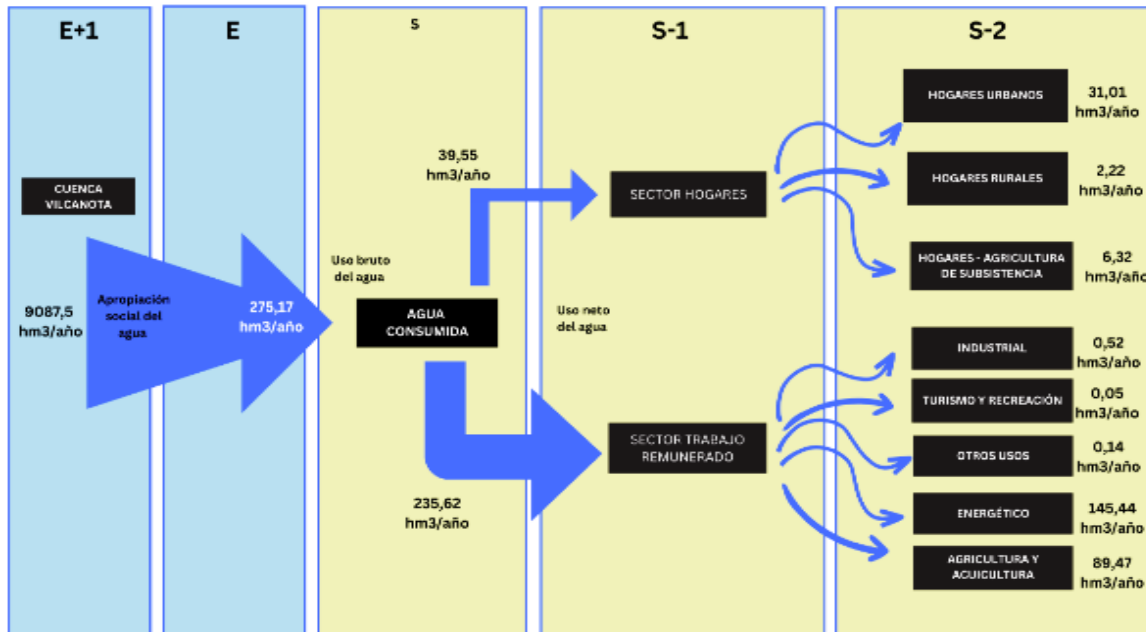 E+1
E
S
S-1
S-2
CUENCA
VILCANOTA
9087,5
hm3/año
Apropiación
social del
agua
275,17
hm3/año
39,55
hm3/año
Uso bruto
del agua
AGUA
CONSUMIDA
235,62
hm3/año
SECTOR HOGARES
Uso neto
del agua
SECTOR TRABAJO
REMUNERADO
HOGARES URBANOS
31,01
hm3/año
HOGARES RURALES
2,22
hm3/año
HOGARES - AGRICULTURA
DE SUBSISTENCIA
6,32
hm3/año
INDUSTRIAL
0,52
hm3/año
TURISMO Y RECREACIÓN
0,05
hm3/año
OTROS USOS
0,14
hm3/año
ENERGÉTICO
145,44
hm3/año
AGRICULTURA Y
ACUICULTURA
89,47
hm3/año